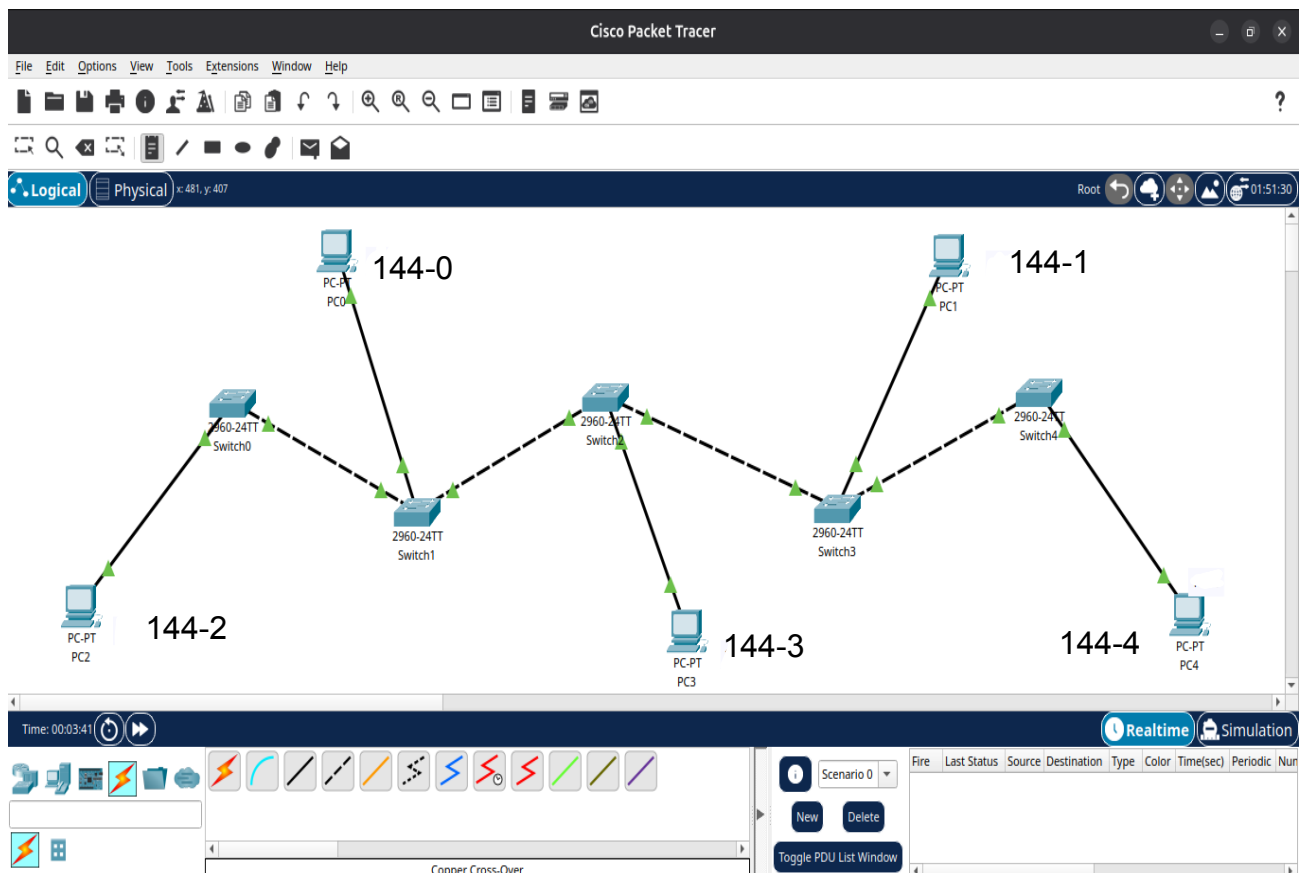 Cisco Packet Tracer
File Edit Options View Tools Extensions Window Help
?
Logical Physical x: 481, y: 407 Root 01:51:30
144-0
PC-PT
PC0
144-1
PC-PT
PC1
2960-24TT
Switch0
2960-24TT
Switch2
2960-24TT
Switch4
2960-24TT
Switch1
2960-24TT
Switch3
144-2
PC-PT
PC2
144-3
PC-PT
PC3
144-4
PC-PT
PC4
Time: 00:03:41 Realtime Simulation
Scenario 0
New Delete
Toggle PDU List Window
Fire Last Status Source Destination Type Color Time(sec) Periodic Num
Copper Cross-Over